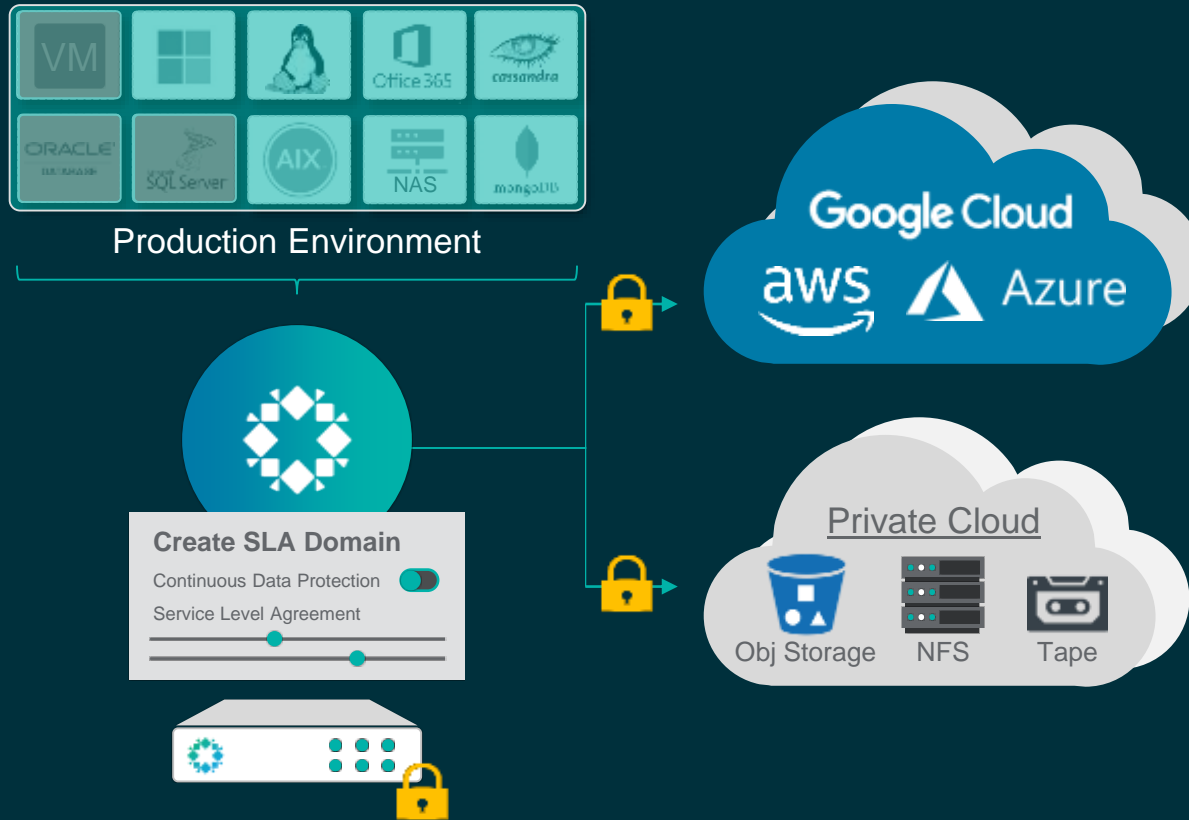 VM
Office 365
cassandra
ORACLE
DATABASE
SQL Server
AIX
NAS
mongoDB
Production Environment
Google Cloud
aws
Azure
Create SLA Domain
Continuous Data Protection
Service Level Agreement
Private Cloud
Obj Storage
NFS
Tape